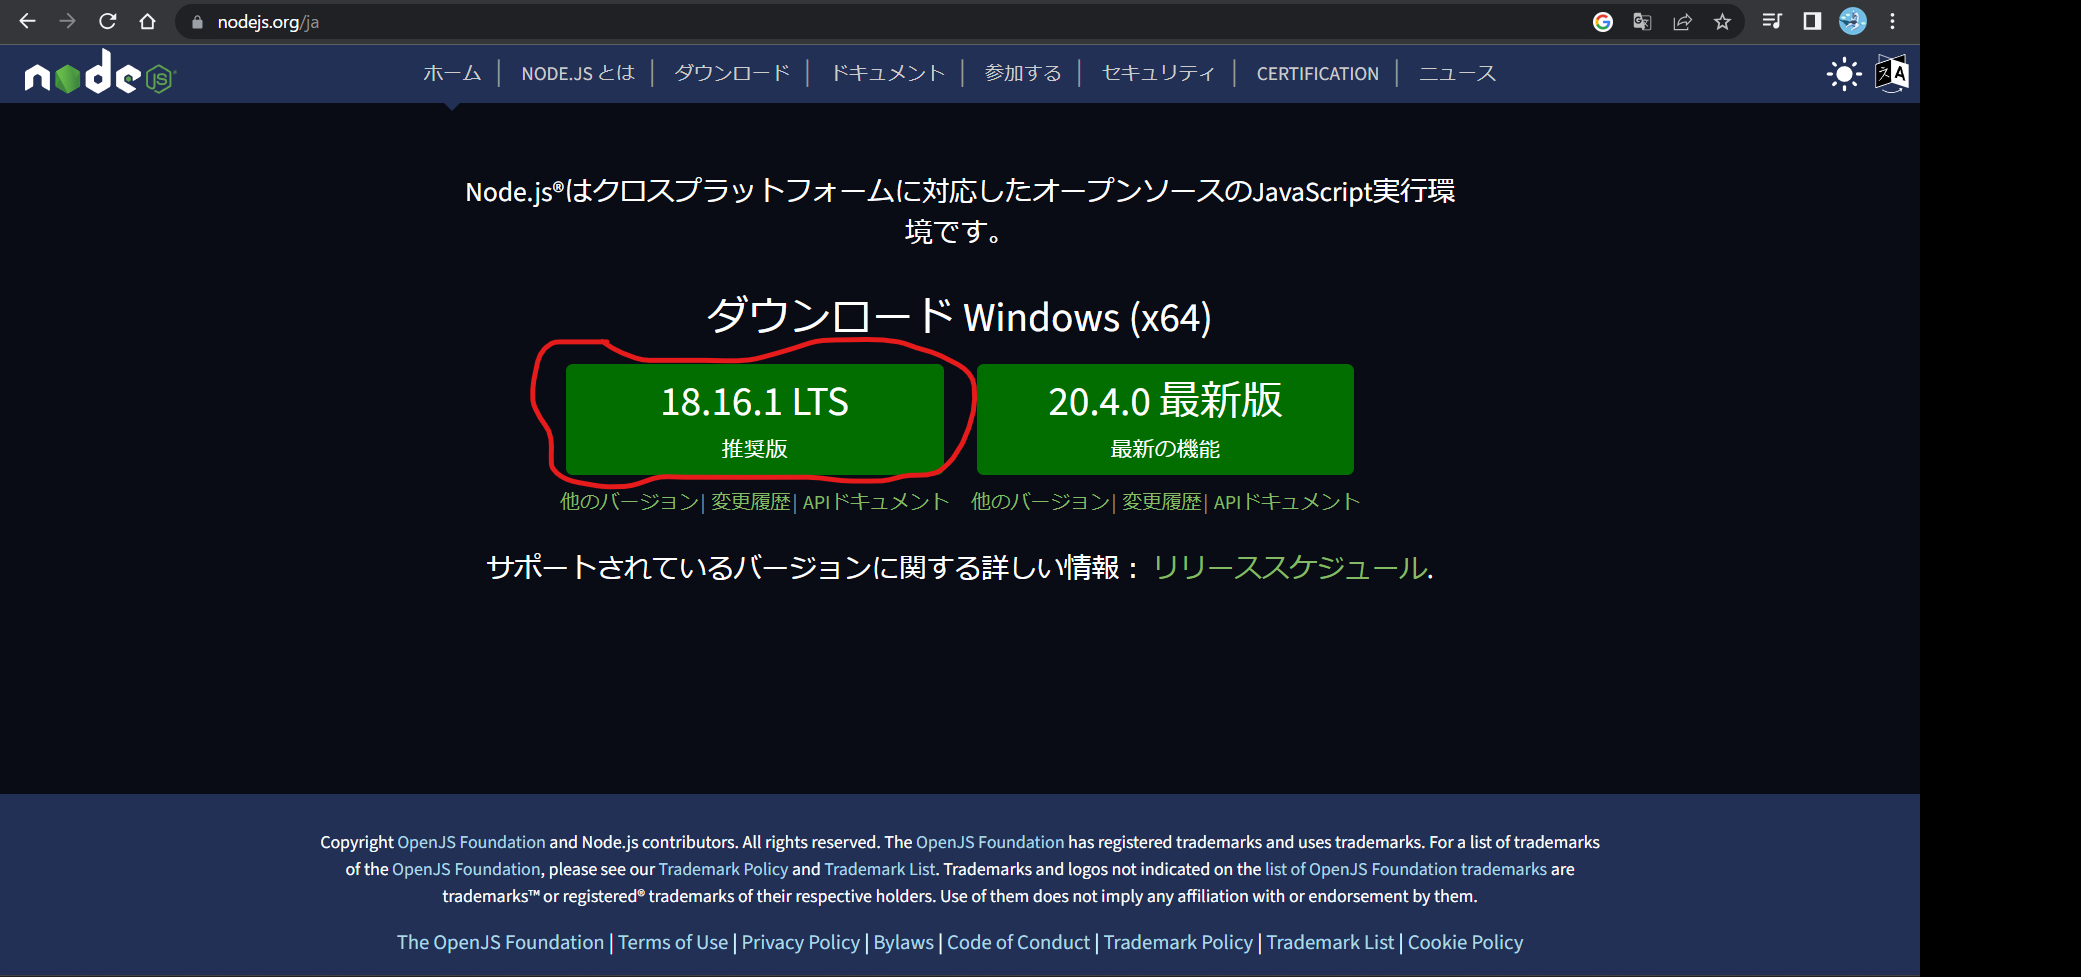 nodejs.org/ja
node JS
ホーム | NODE.JS とは | ダウンロード | ドキュメント | 参加する | セキュリティ | CERTIFICATION | ニュース
Node.js®はクロスプラットフォームに対応したオープンソースのJavaScript実行環
境です。
ダウンロード Windows (x64)
18.16.1 LTS
推奨版
他のバージョン| 変更履歴| APIドキュメント
20.4.0 最新版
最新の機能
他のバージョン| 変更履歴| APIドキュメント
サポートされているバージョンに関する詳しい情報： リリーススケジュール.
Copyright OpenJS Foundation and Node.js contributors. All rights reserved. The OpenJS Foundation has registered trademarks and uses trademarks. For a list of trademarks
of the OpenJS Foundation, please see our Trademark Policy and Trademark List. Trademarks and logos not indicated on the list of OpenJS Foundation trademarks are
trademarks™ or registered® trademarks of their respective holders. Use of them does not imply any affiliation with or endorsement by them.
The OpenJS Foundation | Terms of Use | Privacy Policy | Bylaws | Code of Conduct | Trademark Policy | Trademark List | Cookie Policy